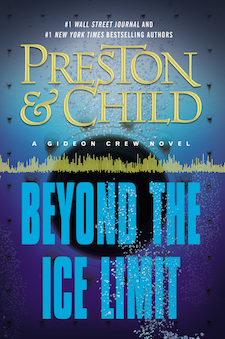 #1 WALL STREET JOURNAL AND
#1 NEW YORK TIMES BESTSELLING AUTHORS
PRESTON
& CHILD
A GIDEON CREW NOVEL
BEYOND THE
ICE LIMIT